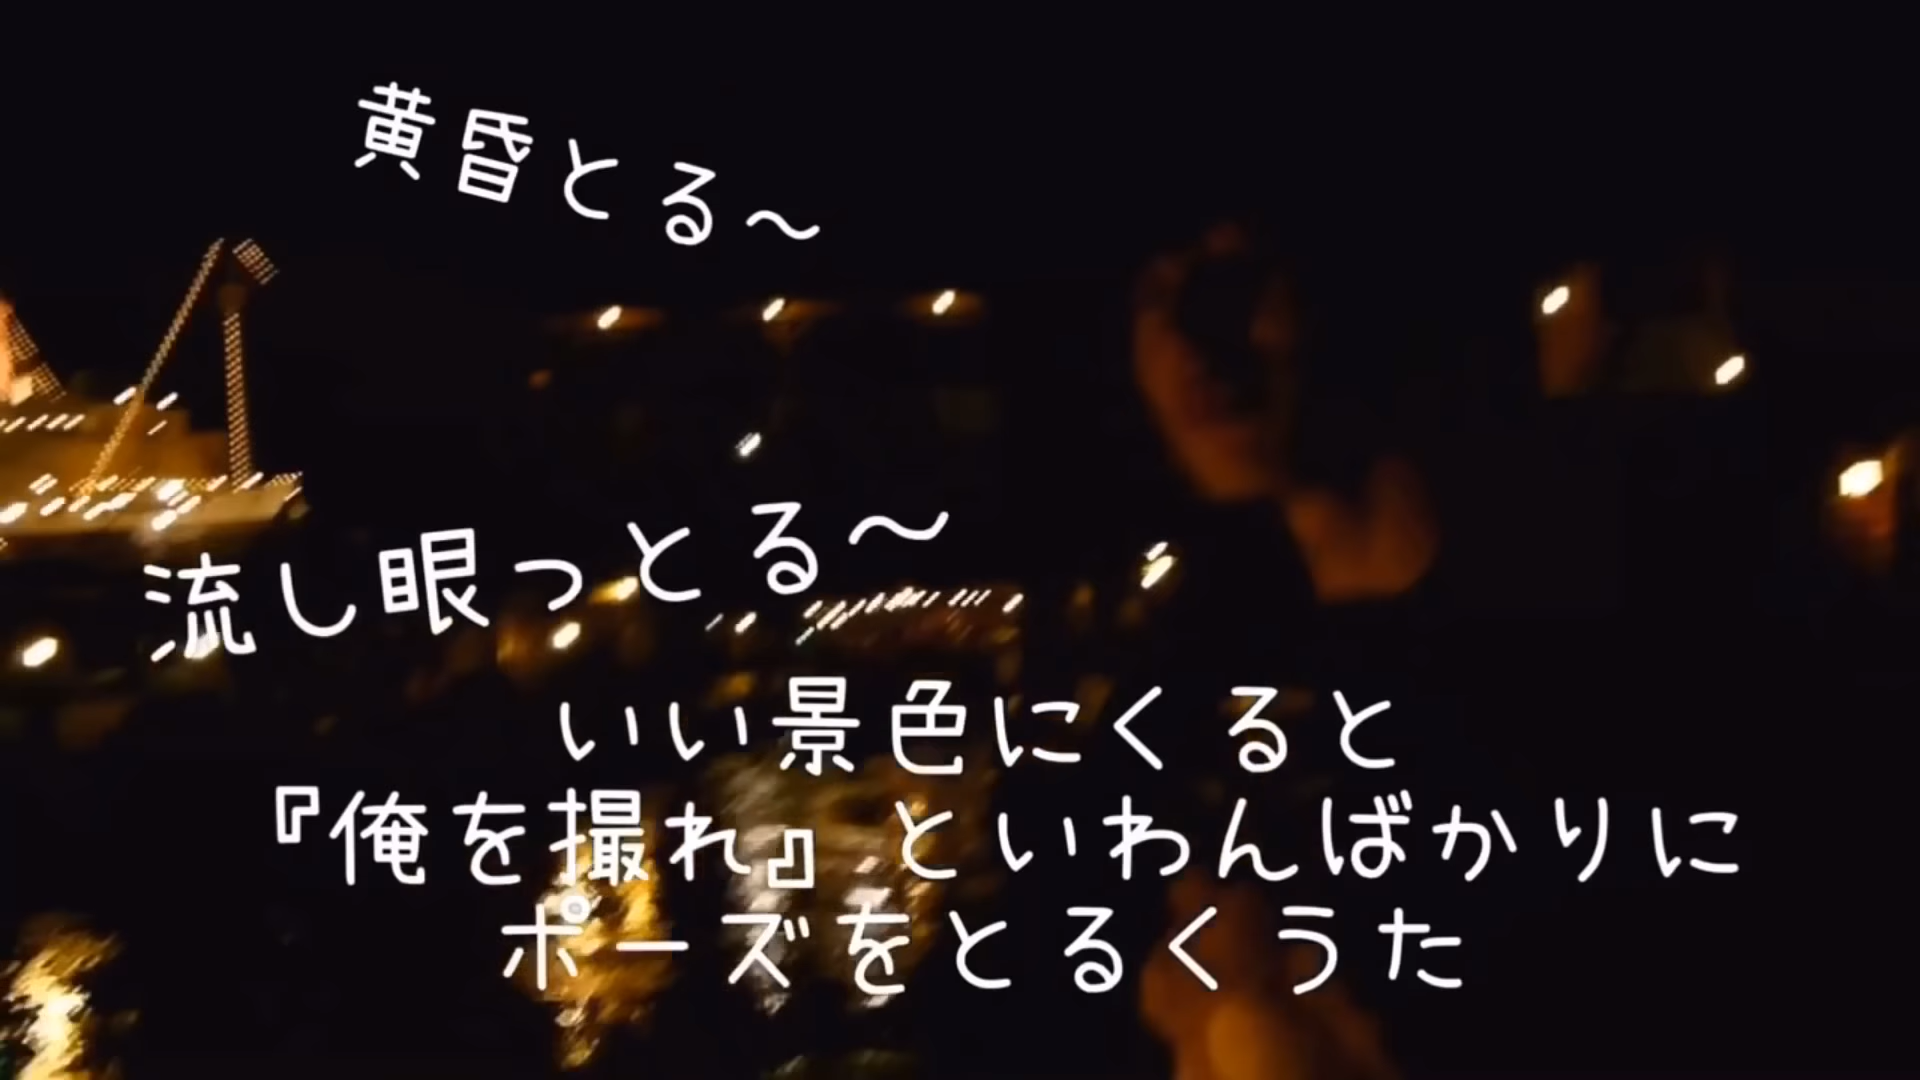 黄昏とる〜
流し眼っとる〜
いい景色にくると
『俺を撮れ』といわんばかりに
ポーズをとるくうた